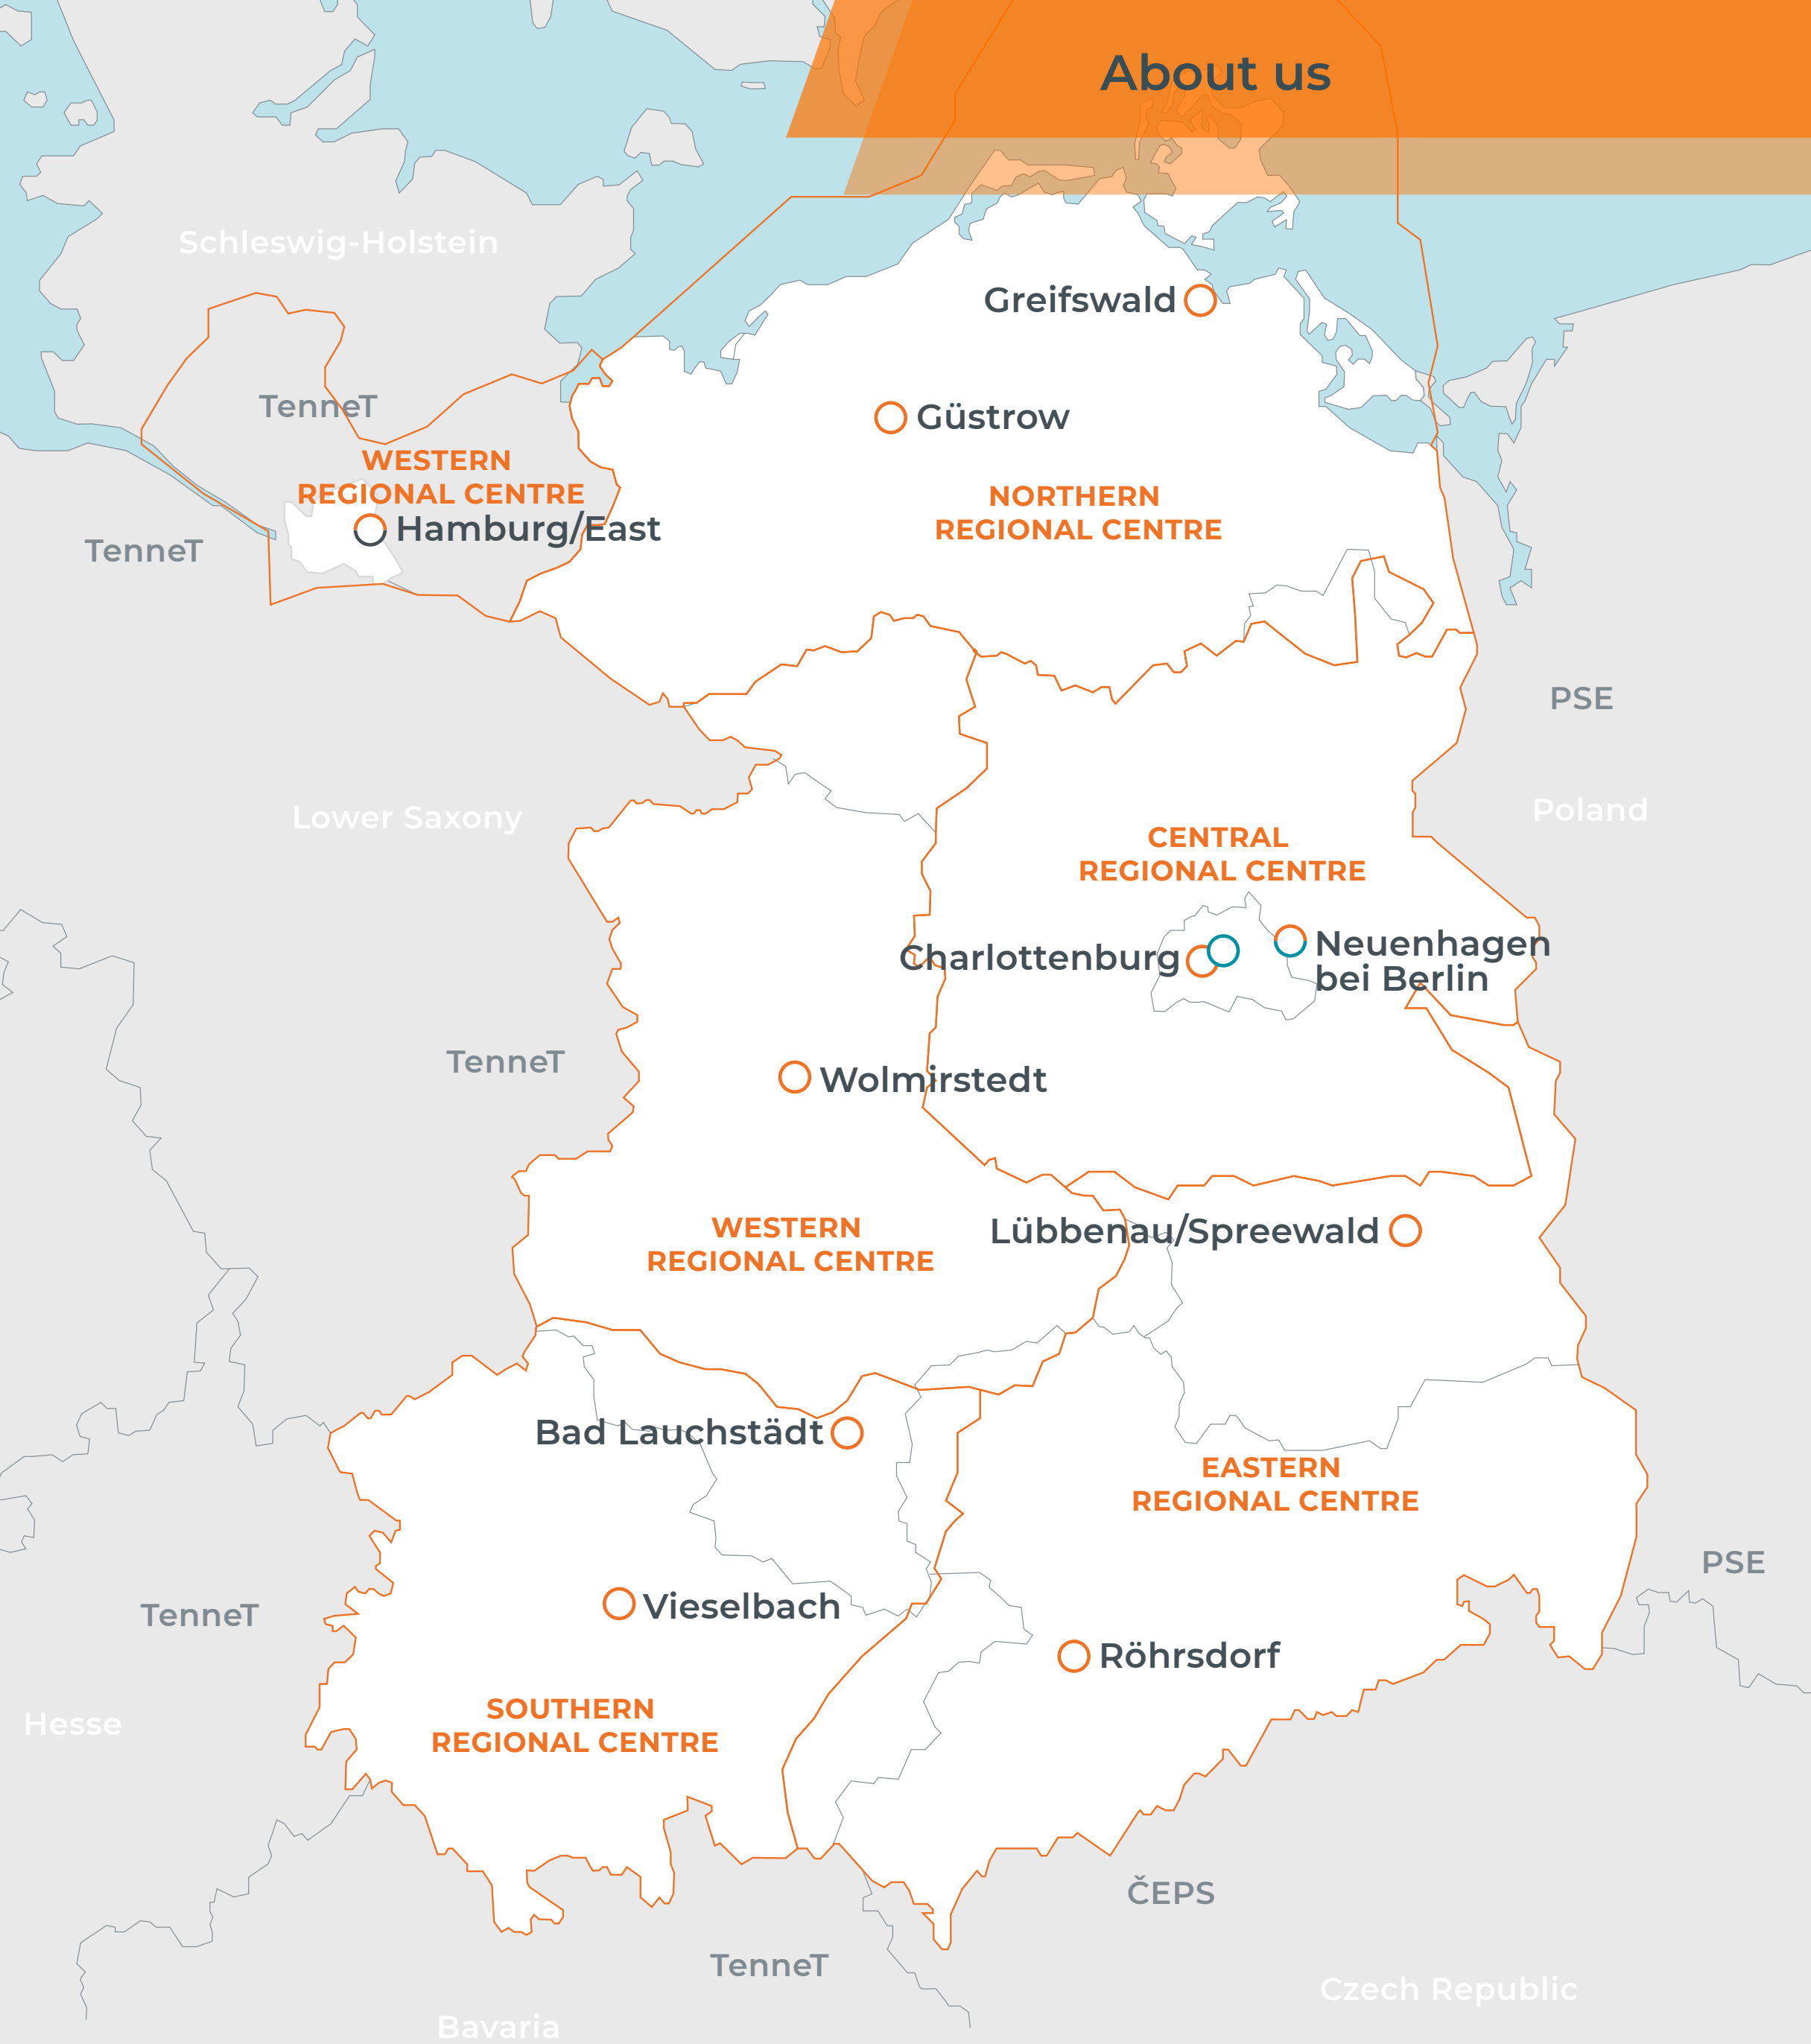 About us
Schleswig-Holstein
Greifswald
TenneT
Güstrow
WESTERN
REGIONAL CENTRE
NORTHERN
REGIONAL CENTRE
Hamburg/East
TenneT
PSE
Lower Saxony
Poland
CENTRAL
REGIONAL CENTRE
Charlottenburg
Neuenhagen
bei Berlin
TenneT
Wolmirstedt
WESTERN
REGIONAL CENTRE
Lübbenau/Spreewald
Bad Lauchstädt
EASTERN
REGIONAL CENTRE
PSE
TenneT
Vieselbach
Röhrsdorf
Hesse
SOUTHERN
REGIONAL CENTRE
ČEPS
TenneT
Czech Republic
Bavaria